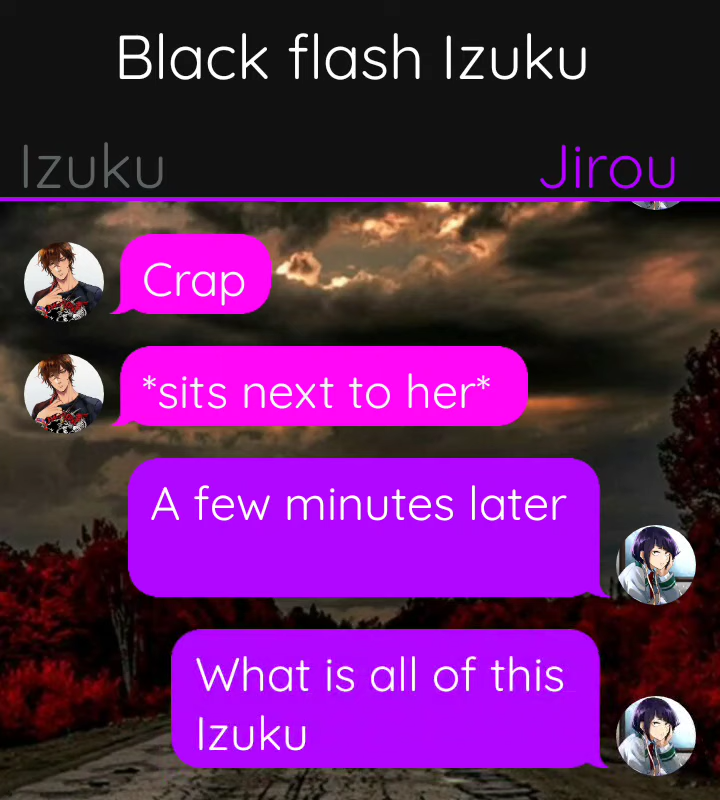 Black flash Izuku
Izuku
Jirou
Crap
*sits next to her*
A few minutes later
What is all of this
Izuku